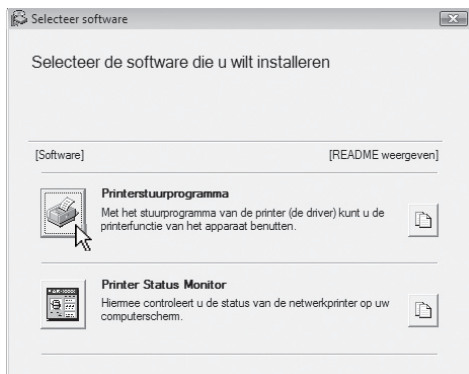 Selecteer software
Selecteer de software die u wilt installeren
[Software] [README weergeven]
Printerstuurprogramma
Met het stuurprogramma van de printer (de driver) kunt u de
printerfunctie van het apparaat benutten.
Printer Status Monitor
Hiermee controleert u de status van de netwerkprinter op uw
computerscherm.